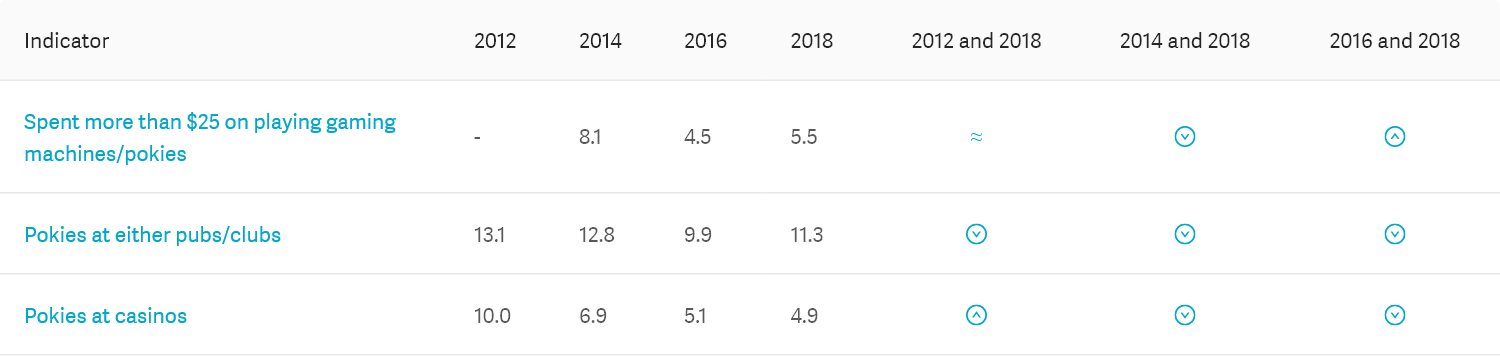 Indicator 2012 2014 2016 2018 2012 and 2018 2014 and 2018 2016 and 2018
Spent more than $25 on playing gaming
machines/pokies - 8.1 4.5 5.5 ≈
Pokies at either pubs/clubs 13.1 12.8 9.9 11.3
Pokies at casinos 10.0 6.9 5.1 4.9